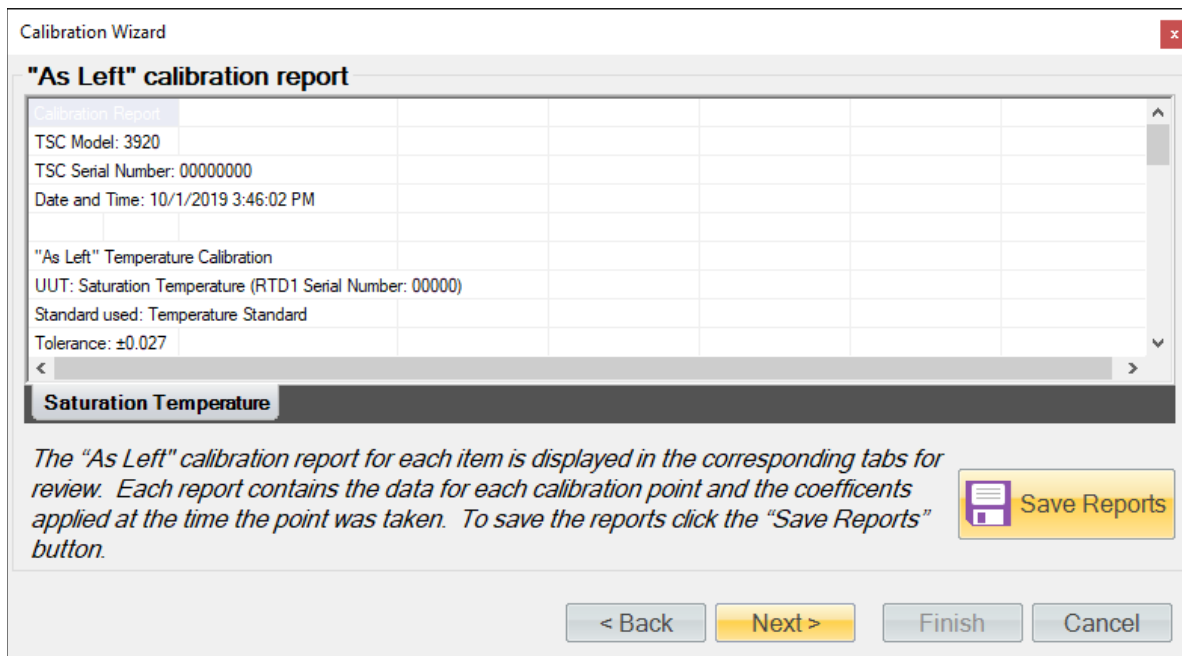 Calibration Wizard
x
"As Left" calibration report
Calibration Report
TSC Model: 3920
TSC Serial Number: 00000000
Date and Time: 10/1/2019 3:46:02 PM
"As Left" Temperature Calibration
UUT: Saturation Temperature (RTD1 Serial Number: 00000)
Standard used: Temperature Standard
Tolerance: ±0.027
Saturation Temperature
The “As Left" calibration report for each item is displayed in the corresponding tabs for
review. Each report contains the data for each calibration point and the coefficents
applied at the time the point was taken. To save the reports click the “Save Reports”
button.
Save Reports
< Back Next > Finish Cancel